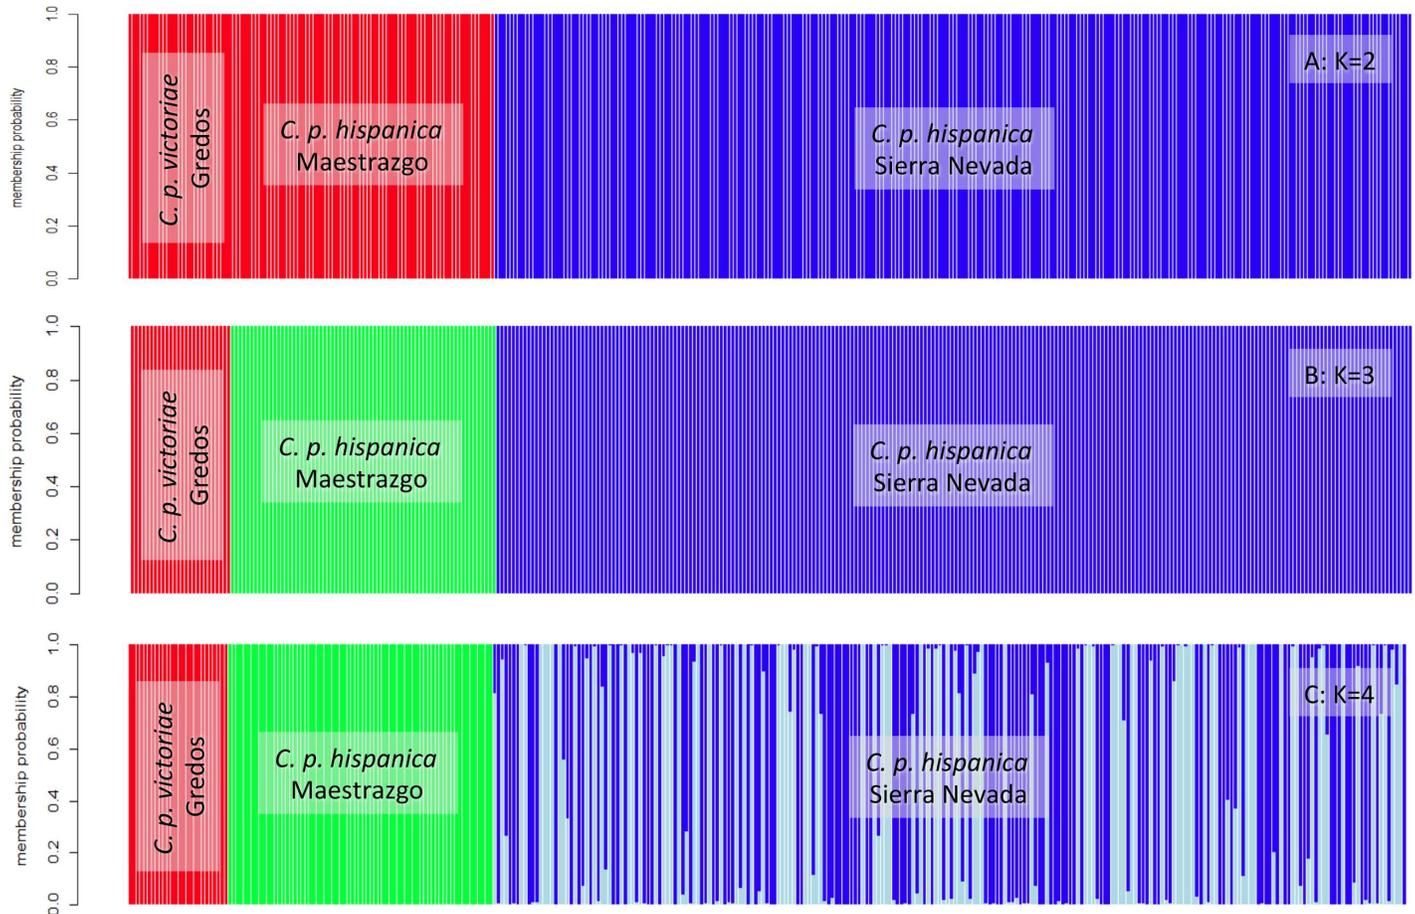 membership probability
1.0
0.8
0.6
0.4
0.2
0.0
C. p. victoriae
Gredos
C. p. hispanica
Maestrazgo
C. p. hispanica
Sierra Nevada
A: K=2
membership probability
1.0
0.8
0.6
0.4
0.2
0.0
C. p. victoriae
Gredos
C. p. hispanica
Maestrazgo
C. p. hispanica
Sierra Nevada
B: K=3
membership probability
1.0
0.8
0.6
0.4
0.2
0.0
C. p. victoriae
Gredos
C. p. hispanica
Maestrazgo
C. p. hispanica
Sierra Nevada
C: K=4